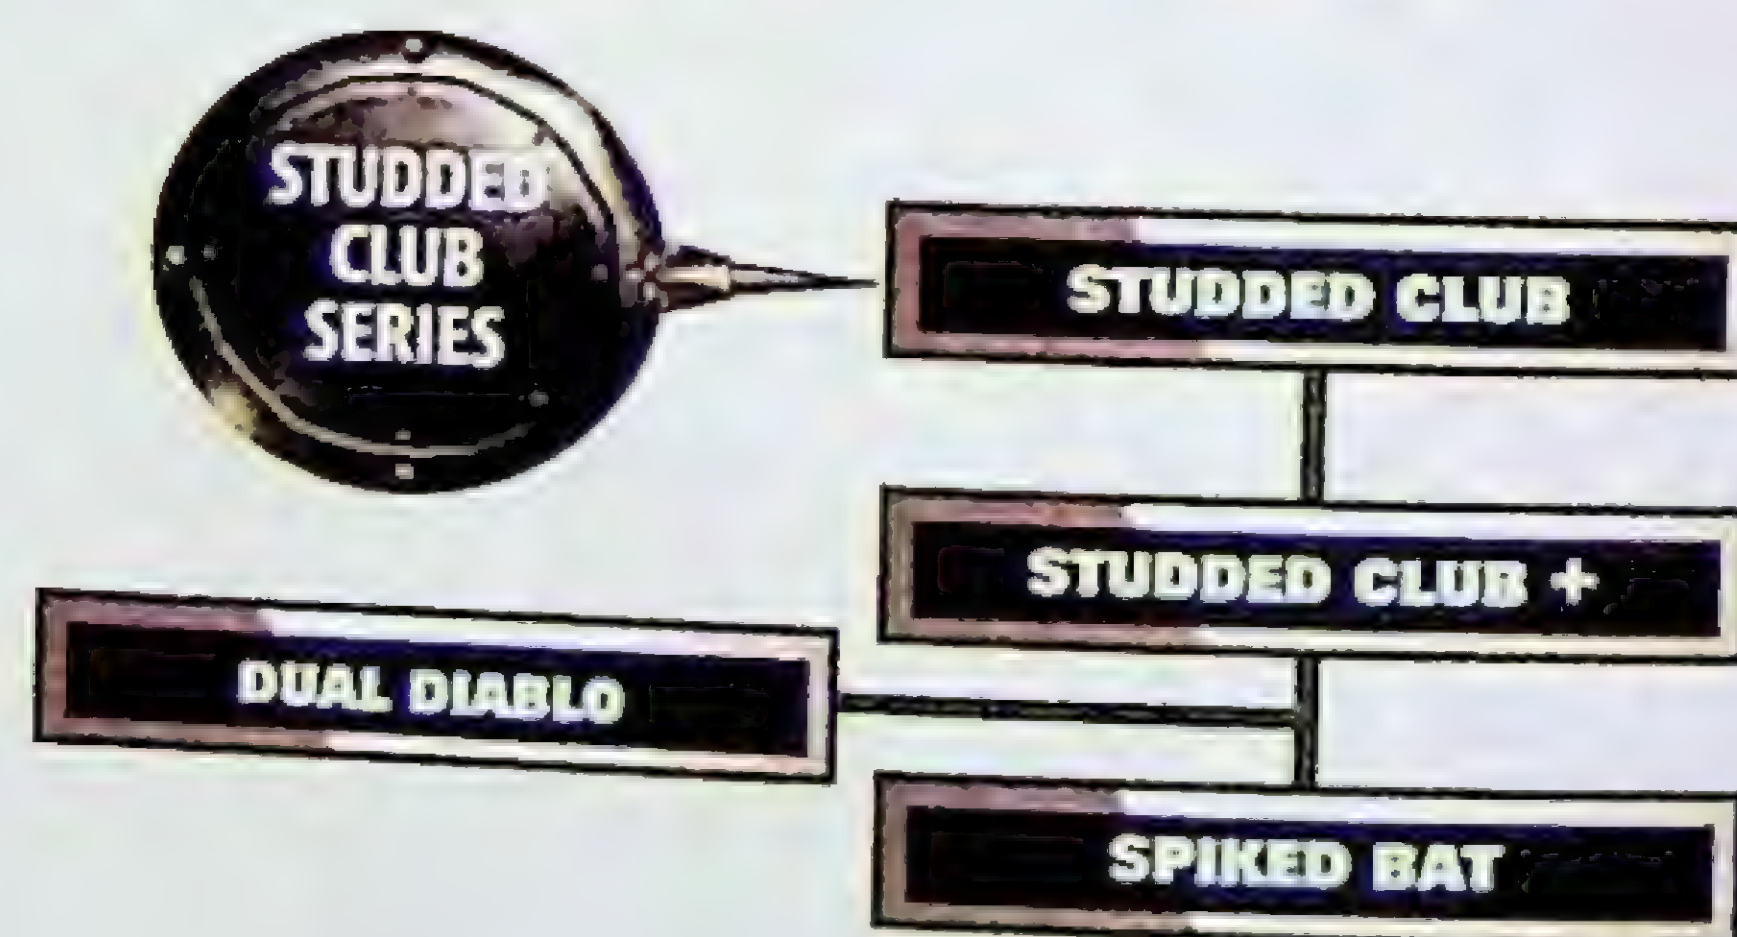 STUDDED
CLUB
SERIES
STUDDED CLUB
STUDDED CLUB +
DUAL DIABLO
SPIKED BAT